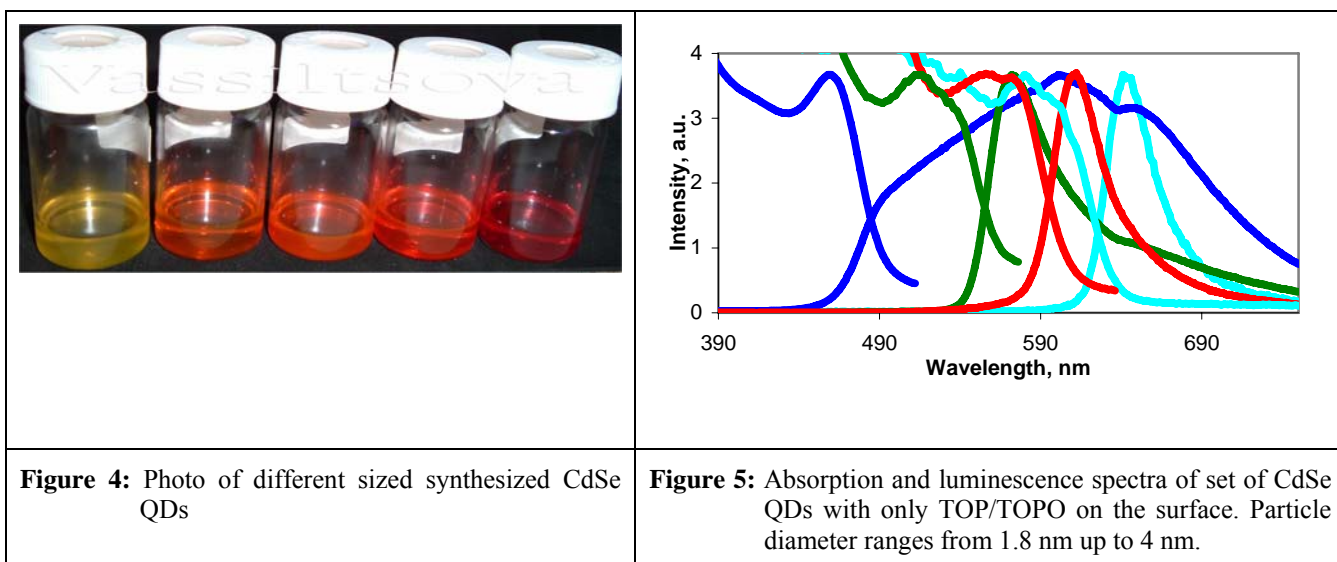 Vassiltsova
4
3
2
1
0
Intensity, a.u.
390
490
590
690
Wavelength, nm
Figure 4: Photo of different sized synthesized CdSe
QDs
Figure 5: Absorption and luminescence spectra of set of CdSe
QDs with only TOP/TOPO on the surface. Particle
diameter ranges from 1.8 nm up to 4 nm.